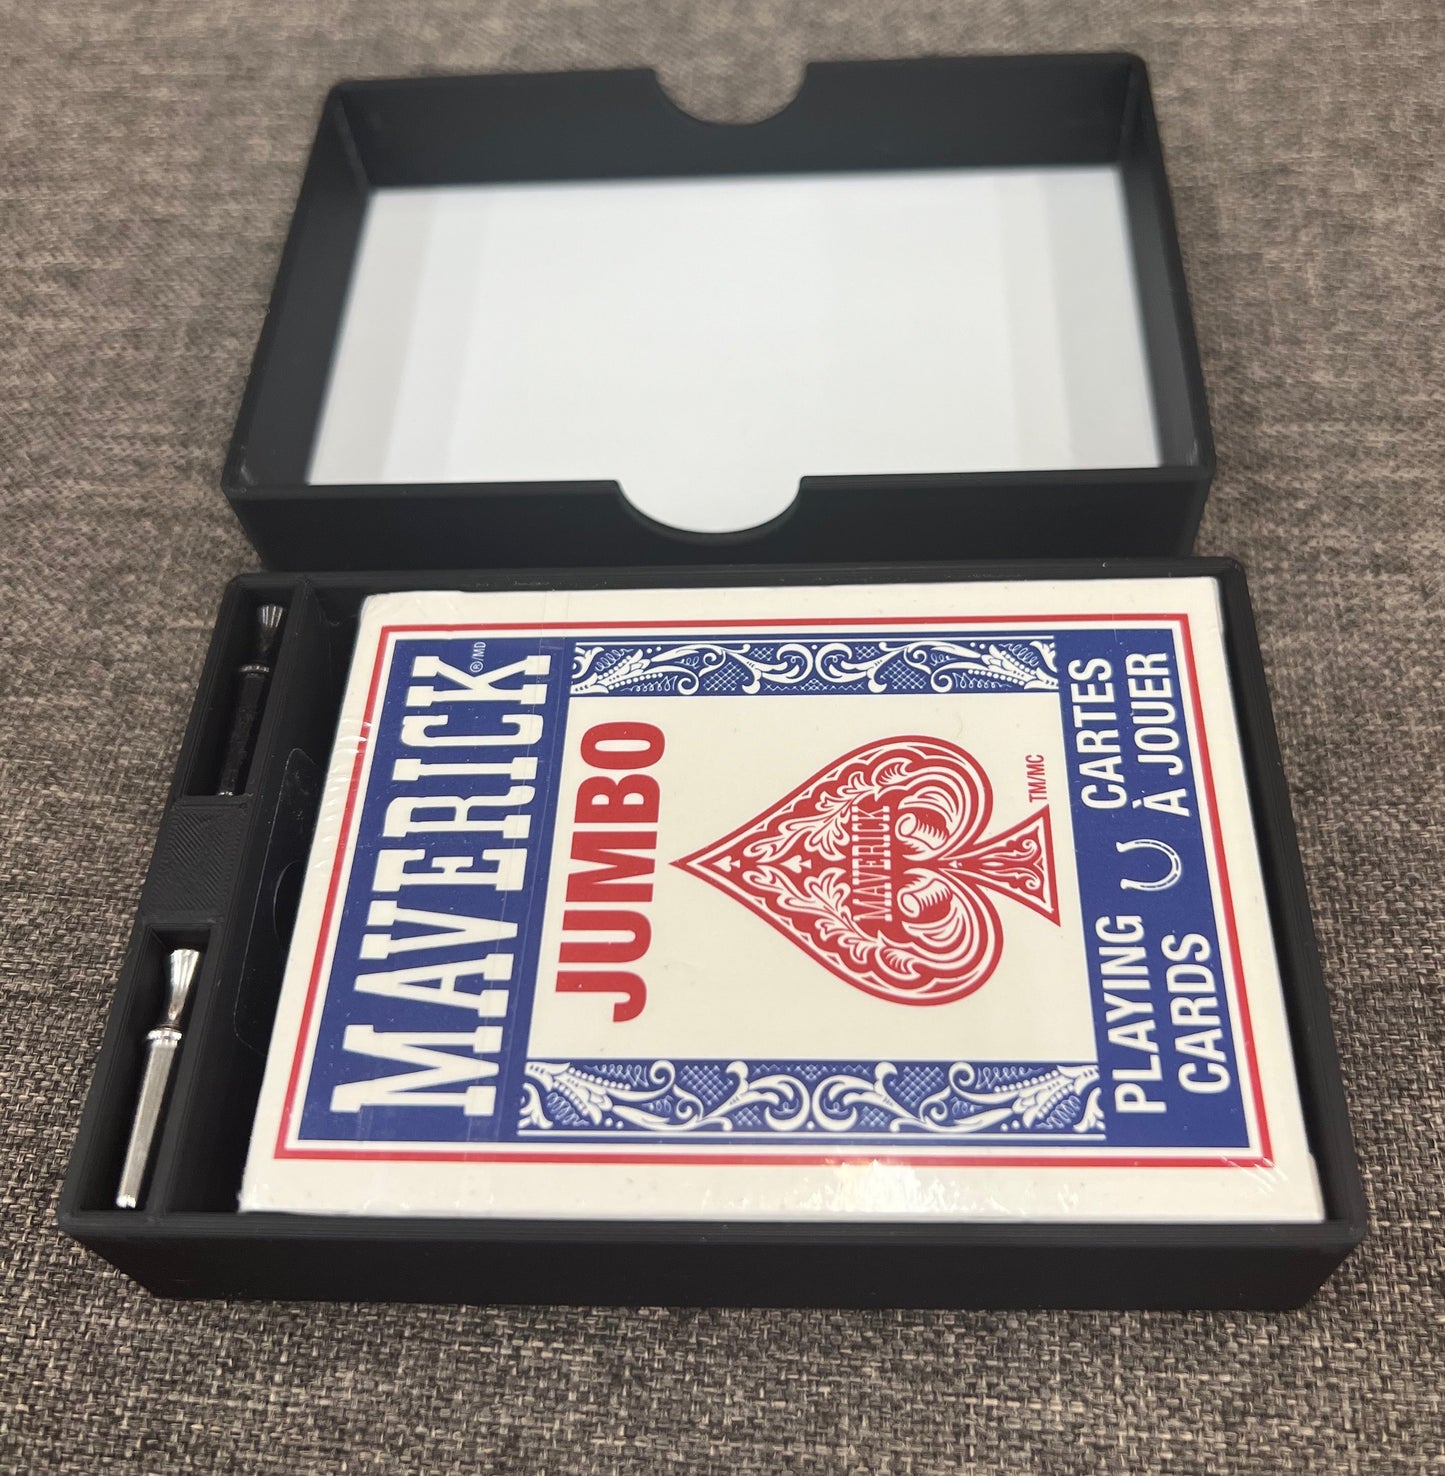 MAVERICK®/MD
JUMBO
MAVERICK
TM/MC
PLAYING
CARDS
CARTES
À JOUER